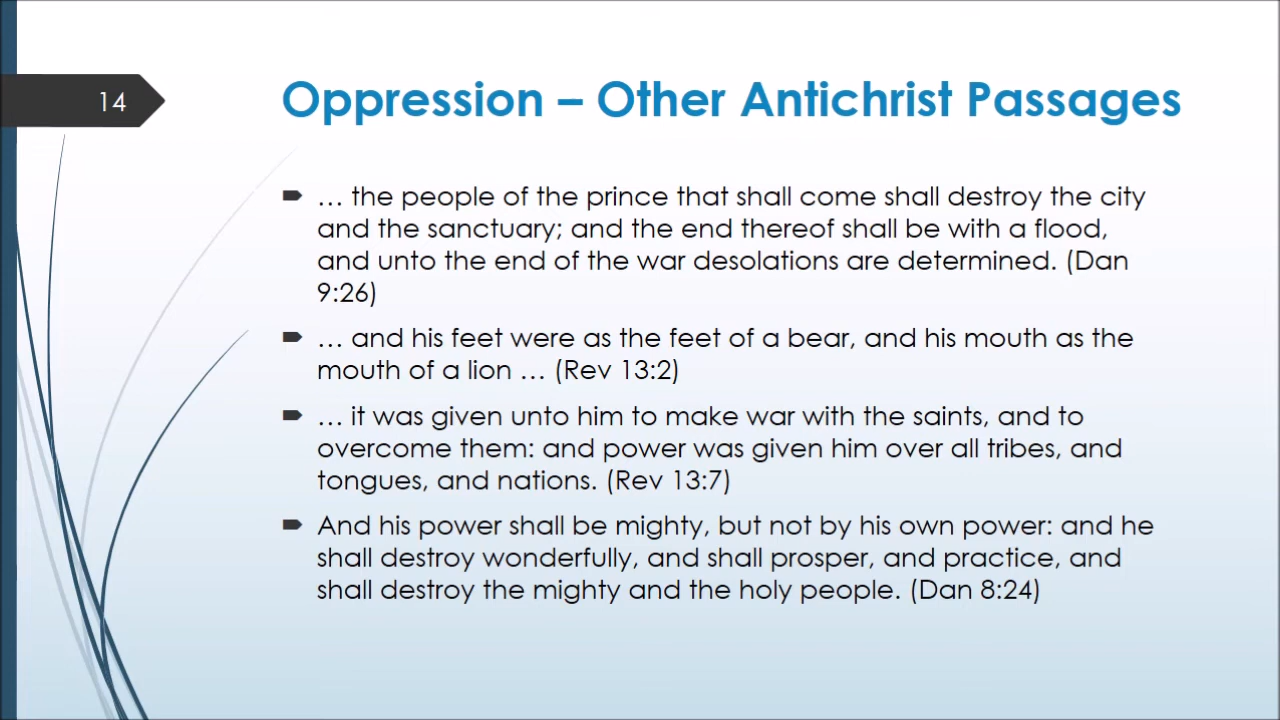 14
Oppression – Other Antichrist Passages
… the people of the prince that shall come shall destroy the city
and the sanctuary; and the end thereof shall be with a flood,
and unto the end of the war desolations are determined. (Dan
9:26)
… and his feet were as the feet of a bear, and his mouth as the
mouth of a lion … (Rev 13:2)
… it was given unto him to make war with the saints, and to
overcome them: and power was given him over all tribes, and
tongues, and nations. (Rev 13:7)
And his power shall be mighty, but not by his own power: and he
shall destroy wonderfully, and shall prosper, and practice, and
shall destroy the mighty and the holy people. (Dan 8:24)